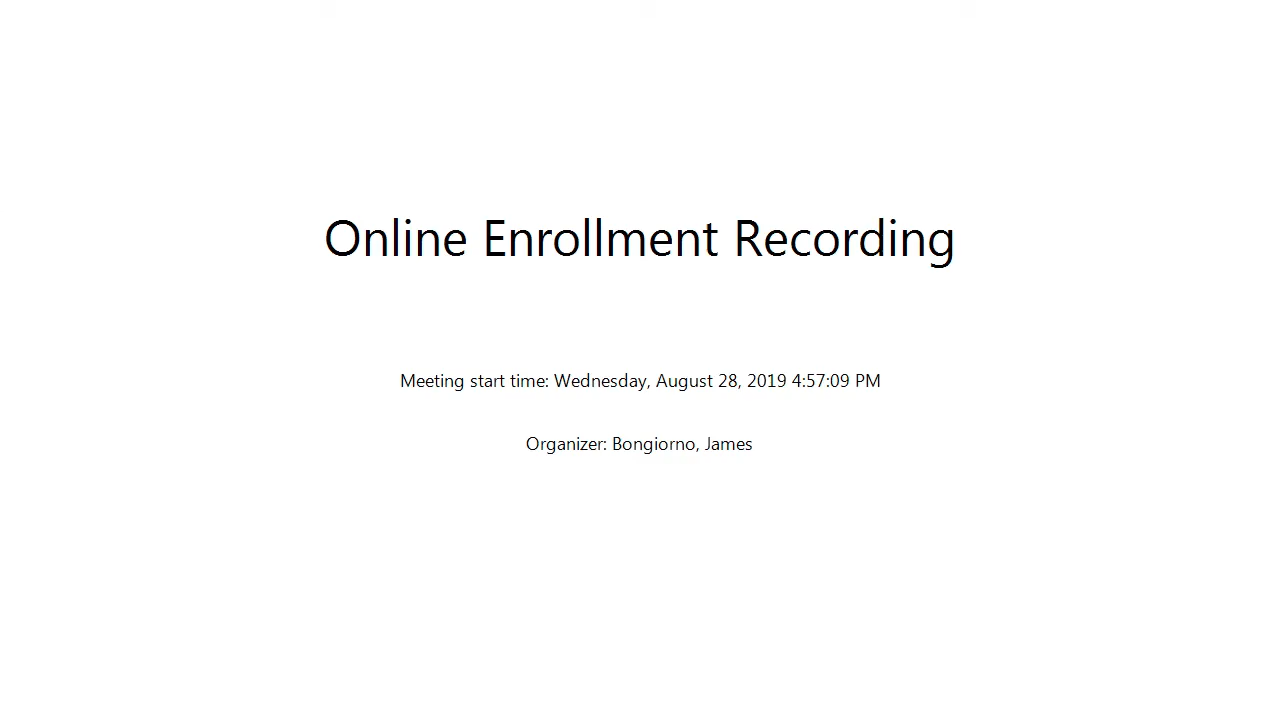 Online Enrollment Recording
Meeting start time: Wednesday, August 28, 2019 4:57:09 PM
Organizer: Bongiorno, James